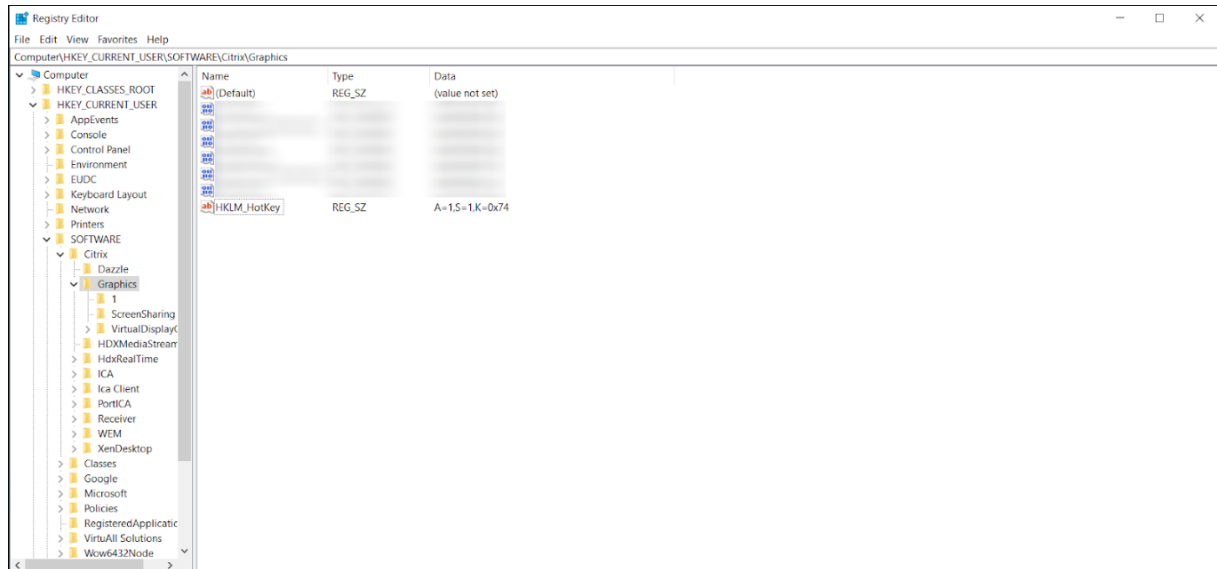 Registry Editor
File Edit View Favorites Help
Computer\HKEY_CURRENT_USER\SOFTWARE\Citrix\Graphics
Computer
HKEY_CLASSES_ROOT
HKEY_CURRENT_USER
AppEvents
Console
Control Panel
Environment
EUDC
Keyboard Layout
Network
Printers
SOFTWARE
Citrix
Dazzle
Graphics
1
ScreenSharing
VirtualDisplay
HDXMediaStream
HdxRealTime
ICA
Ica Client
PortICA
Receiver
WEM
XenDesktop
Classes
Google
Microsoft
Policies
RegisteredApplicatic
VirtuAll Solutions
Wow6432Node
Name Type Data
(Default) REG_SZ (value not set)
HKLM_HotKey REG_SZ A=1,S=1,K=0x74